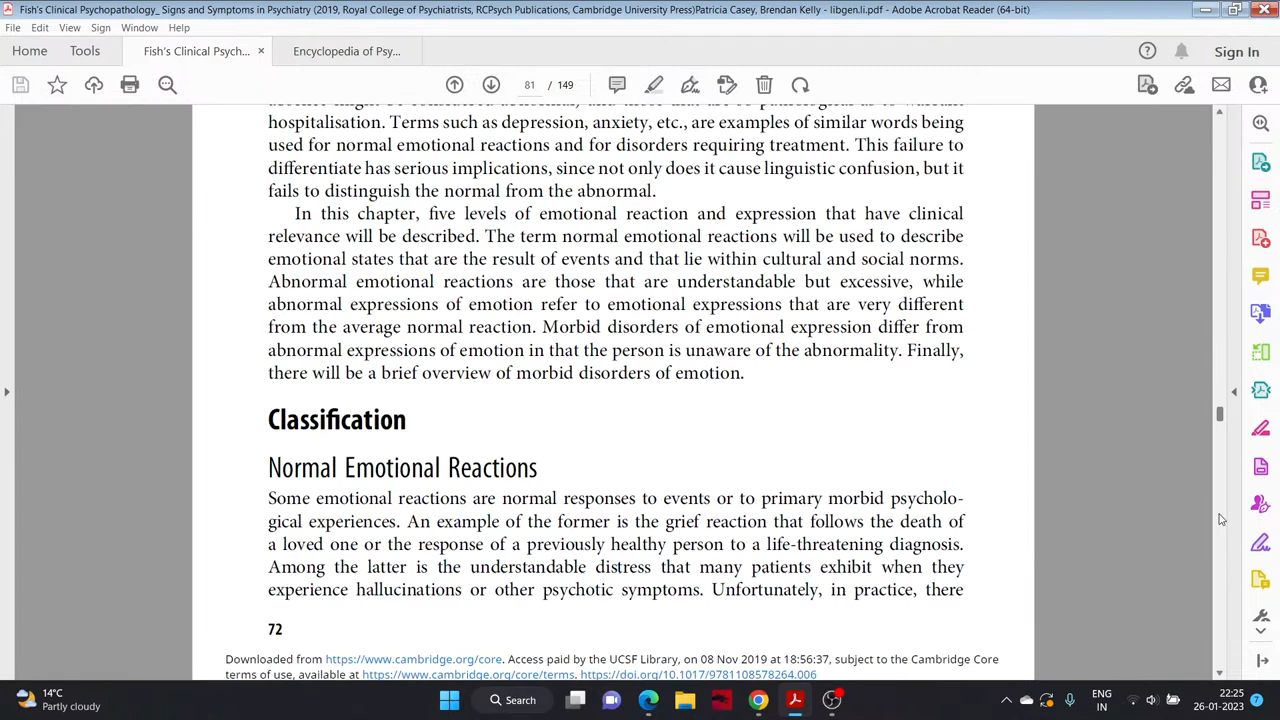 Fish's Clinical Psychopathology_ Signs and Symptoms in Psychiatry (2019, Royal College of Psychiatrists, RCPsych Publications, Cambridge University Press)Patricia Casey, Brendan Kelly - libgen.li.pdf - Adobe Acrobat Reader (64-bit)
File Edit View Sign Window Help
Home Tools Fish's Clinical Psych... × Encyclopedia of Psy... Sign In
81 / 149
absence might be considered abnormal, and those that are so pathological as to warrant
hospitalisation. Terms such as depression, anxiety, etc., are examples of similar words being
used for normal emotional reactions and for disorders requiring treatment. This failure to
differentiate has serious implications, since not only does it cause linguistic confusion, but it
fails to distinguish the normal from the abnormal.
In this chapter, five levels of emotional reaction and expression that have clinical
relevance will be described. The term normal emotional reactions will be used to describe
emotional states that are the result of events and that lie within cultural and social norms.
Abnormal emotional reactions are those that are understandable but excessive, while
abnormal expressions of emotion refer to emotional expressions that are very different
from the average normal reaction. Morbid disorders of emotional expression differ from
abnormal expressions of emotion in that the person is unaware of the abnormality. Finally,
there will be a brief overview of morbid disorders of emotion.
Classification
Normal Emotional Reactions
Some emotional reactions are normal responses to events or to primary morbid psycholo-
gical experiences. An example of the former is the grief reaction that follows the death of
a loved one or the response of a previously healthy person to a life-threatening diagnosis.
Among the latter is the understandable distress that many patients exhibit when they
experience hallucinations or other psychotic symptoms. Unfortunately, in practice, there
72
Downloaded from https://www.cambridge.org/core. Access paid by the UCSF Library, on 08 Nov 2019 at 18:56:37, subject to the Cambridge Core
terms of use, available at https://www.cambridge.org/core/terms. https://doi.org/10.1017/9781108578264.006
14°C
Partly cloudy
Search
ENG
IN
22:25
26-01-2023
7